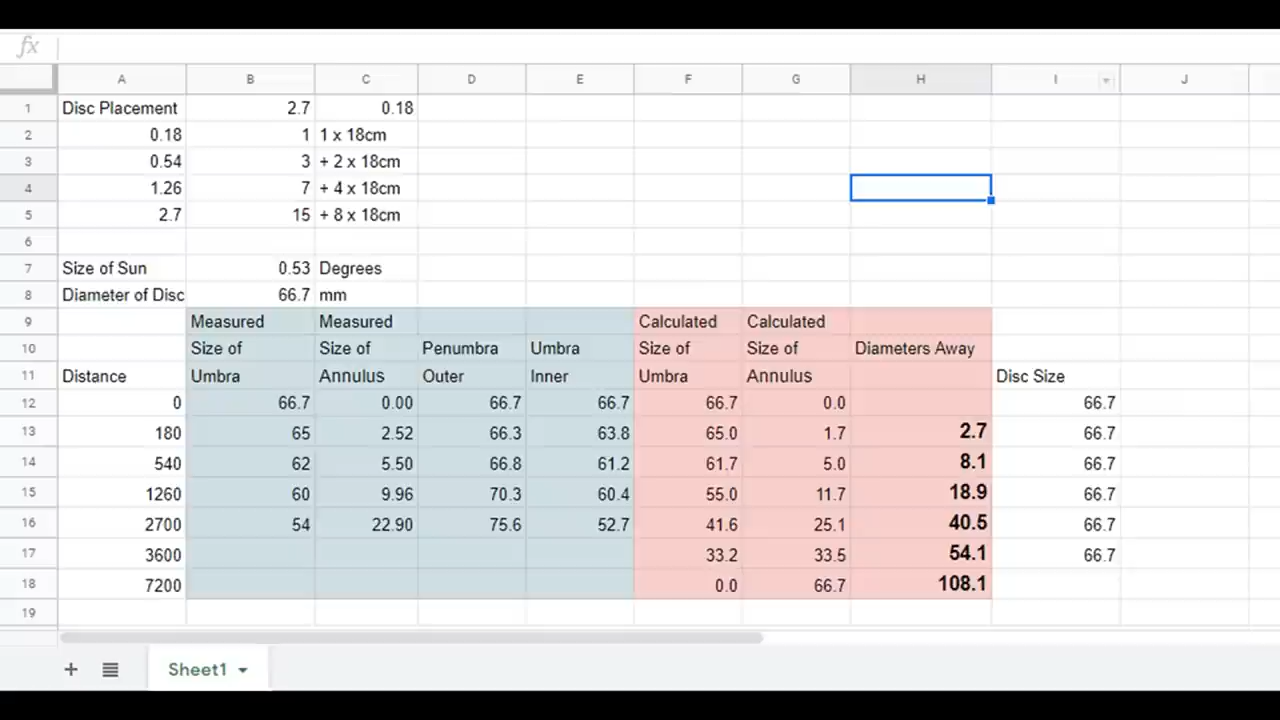 fx
A B C D E F G H I J
1 Disc Placement 2.7 0.18
2 0.18 1 1 x 18cm
3 0.54 3 + 2 x 18cm
4 1.26 7 + 4 x 18cm
5 2.7 15 + 8 x 18cm
6
7 Size of Sun 0.53 Degrees
8 Diameter of Disc 66.7 mm
9 Measured Measured Calculated Calculated
10 Size of Size of Penumbra Umbra Size of Size of Diameters Away
11 Distance Umbra Annulus Outer Inner Umbra Annulus Disc Size
12 0 66.7 0.00 66.7 66.7 66.7 0.0 66.7
13 180 65 2.52 66.3 63.8 65.0 1.7 2.7 66.7
14 540 62 5.50 66.8 61.2 61.7 5.0 8.1 66.7
15 1260 60 9.96 70.3 60.4 55.0 11.7 18.9 66.7
16 2700 54 22.90 75.6 52.7 41.6 25.1 40.5 66.7
17 3600 33.2 33.5 54.1 66.7
18 7200 0.0 66.7 108.1
19
Sheet1